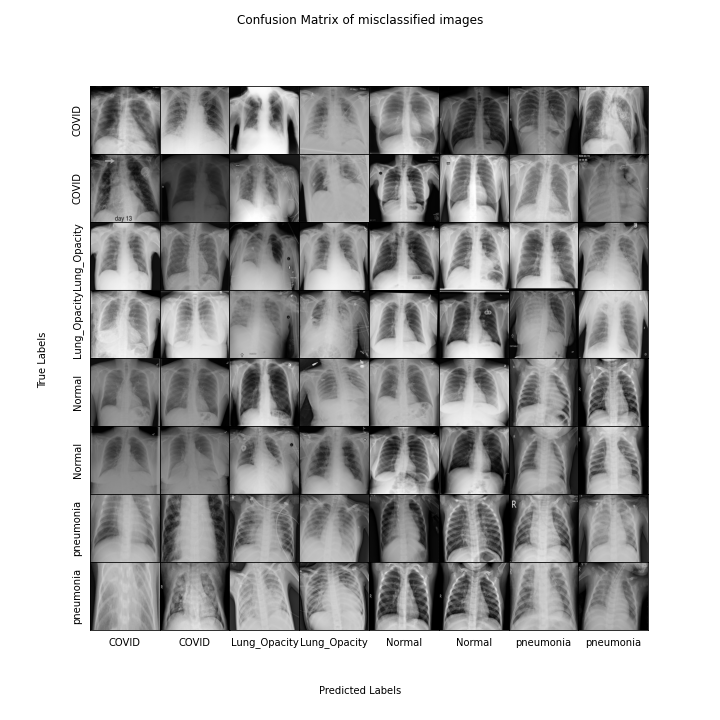 Confusion Matrix of misclassified images
True Labels
COVID
COVID
Lung_Opacity
Lung_Opacity
Normal
Normal
pneumonia
pneumonia
day 13
R
COVID COVID Lung_Opacity Lung_Opacity Normal Normal pneumonia pneumonia
Predicted Labels